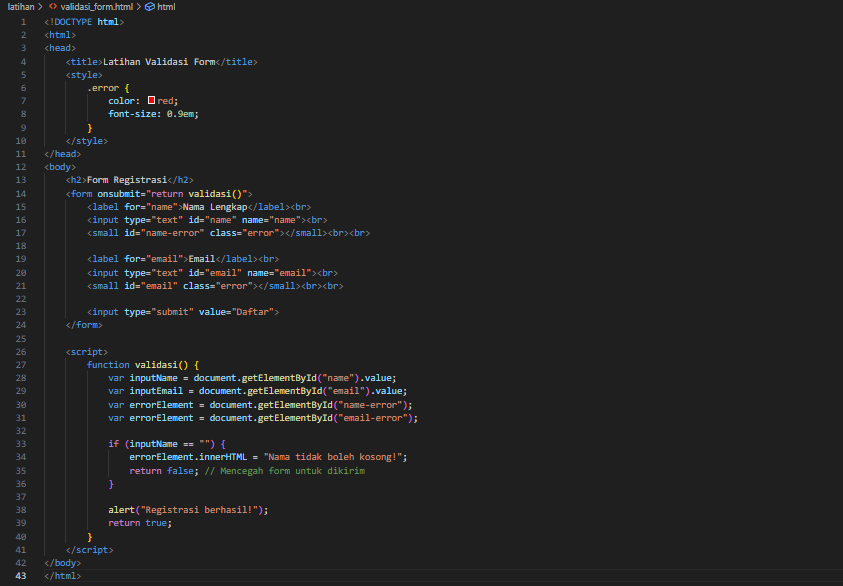 latihan > validasi_form.html > html
1 <!DOCTYPE html>
2 <html>
3 <head>
4     <title>Latihan Validasi Form</title>
5     <style>
6         .error {
7             color: red;
8             font-size: 0.9em;
9         }
10     </style>
11 </head>
12 <body>
13     <h2>Form Registrasi</h2>
14     <form onsubmit="return validasi()">
15         <label for="name">Nama Lengkap</label><br>
16         <input type="text" id="name" name="name"><br>
17         <small id="name-error" class="error"></small><br><br>
18
19         <label for="email">Email</label><br>
20         <input type="text" id="email" name="email"><br>
21         <small id="email" class="error"></small><br><br>
22
23         <input type="submit" value="Daftar">
24     </form>
25
26     <script>
27         function validasi() {
28             var inputName = document.getElementById("name").value;
29             var inputEmail = document.getElementById("email").value;
30             var errorElement = document.getElementById("name-error");
31             var errorElement = document.getElementById("email-error");
32
33             if (inputName == "") {
34                 errorElement.innerHTML = "Nama tidak boleh kosong!";
35                 return false; // Mencegah form untuk dikirim
36             }
37
38             alert("Registrasi berhasil!");
39             return true;
40         }
41     </script>
42 </body>
43 </html>